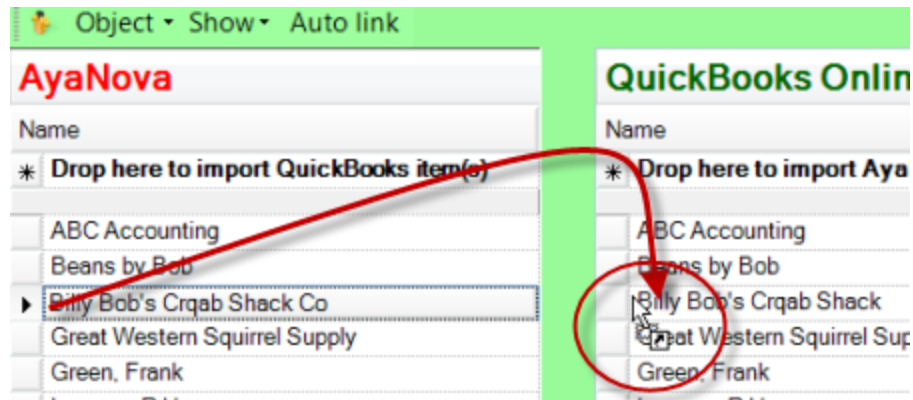 Object Show Auto link
AyaNova
QuickBooks Onlin
Name
Name
Drop here to import QuickBooks item(s)
Drop here to import Aya
ABC Accounting
ABC Accounting
Beans by Bob
Beans by Bob
Billy Bob's Crqab Shack Co
Billy Bob's Crqab Shack
Great Western Squirrel Supply
Great Western Squirrel Sup
Green, Frank
Green, Frank